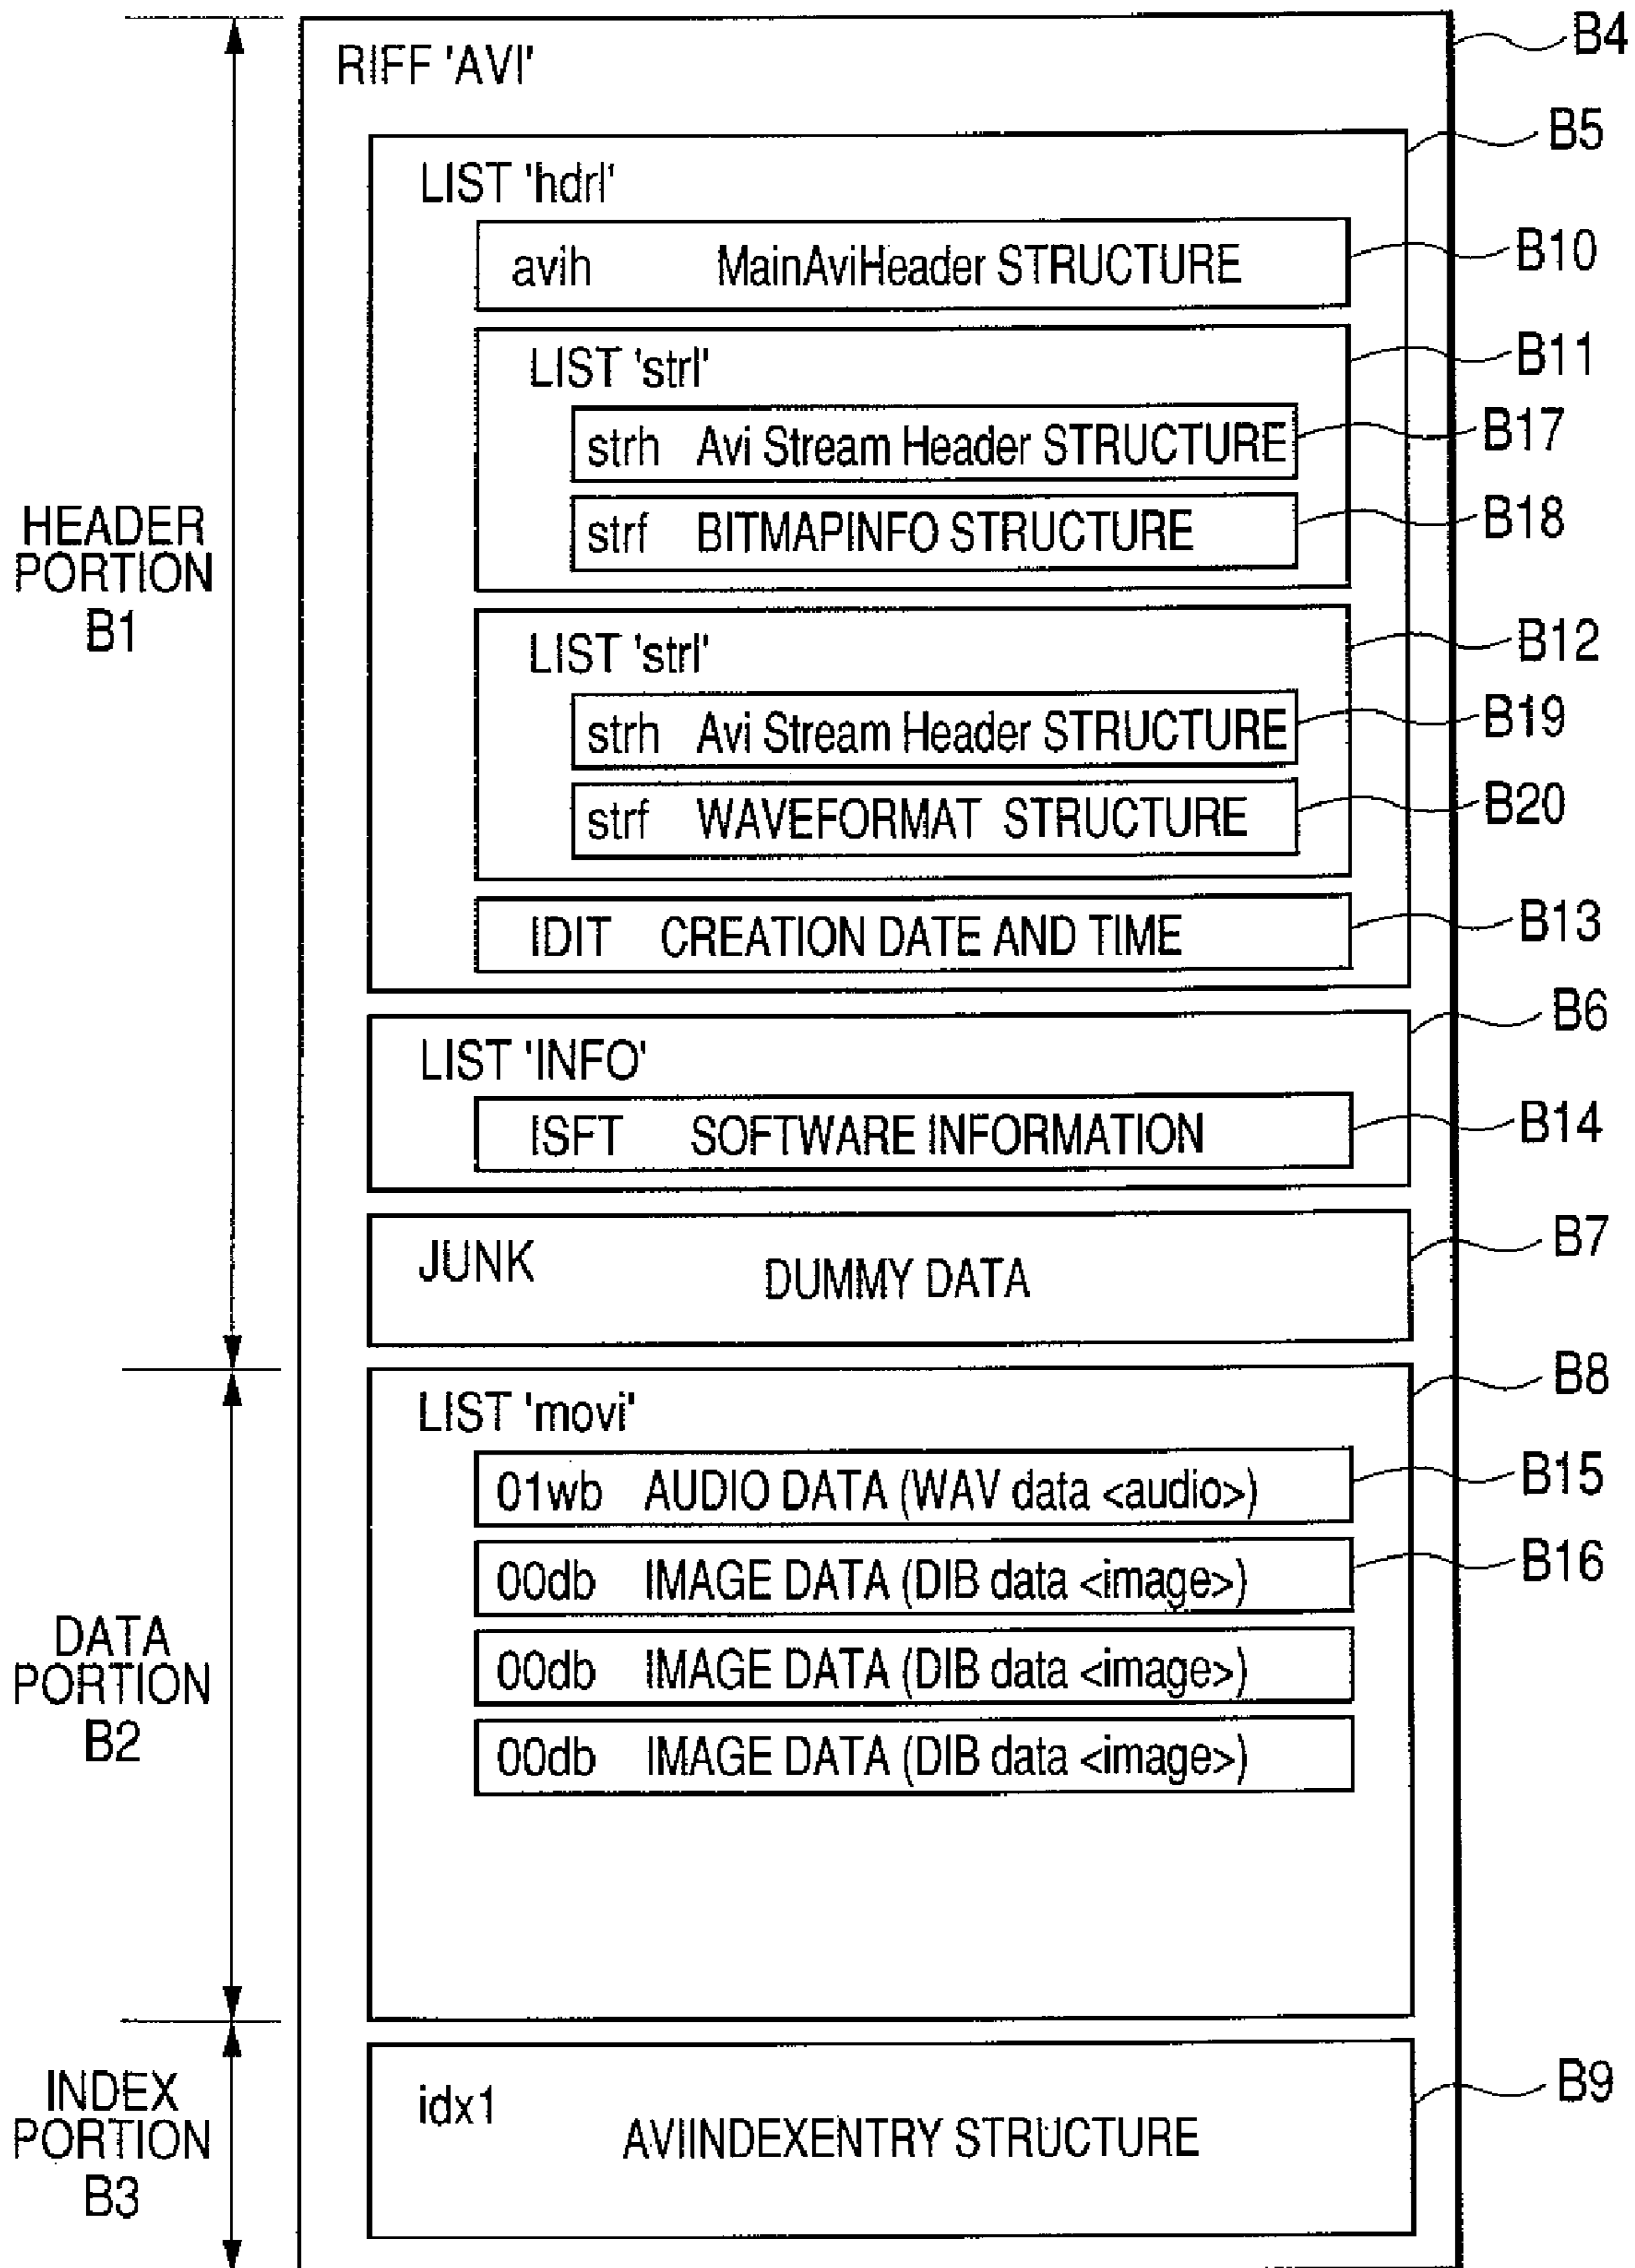 RIFF 'AVI'
B4
B5
LIST 'hdrl'
avih MainAviHeader STRUCTURE
B10
LIST 'strl'
B11
strh Avi Stream Header STRUCTURE
B17
strf BITMAPINFO STRUCTURE
B18
HEADER
PORTION
B1
LIST 'strl'
B12
strh Avi Stream Header STRUCTURE
B19
strf WAVEFORMAT STRUCTURE
B20
IDIT CREATION DATE AND TIME
B13
B6
LIST 'INFO'
ISFT SOFTWARE INFORMATION
B14
JUNK
DUMMY DATA
B7
B8
LIST 'movi'
01wb AUDIO DATA (WAV data <audio>)
B15
00db IMAGE DATA (DIB data <image>)
B16
00db IMAGE DATA (DIB data <image>)
00db IMAGE DATA (DIB data <image>)
DATA
PORTION
B2
INDEX
PORTION
B3
idx1
AVIINDEXENTRY STRUCTURE
B9